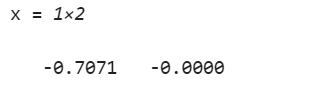 x = 1×2
-0.7071 -0.0000